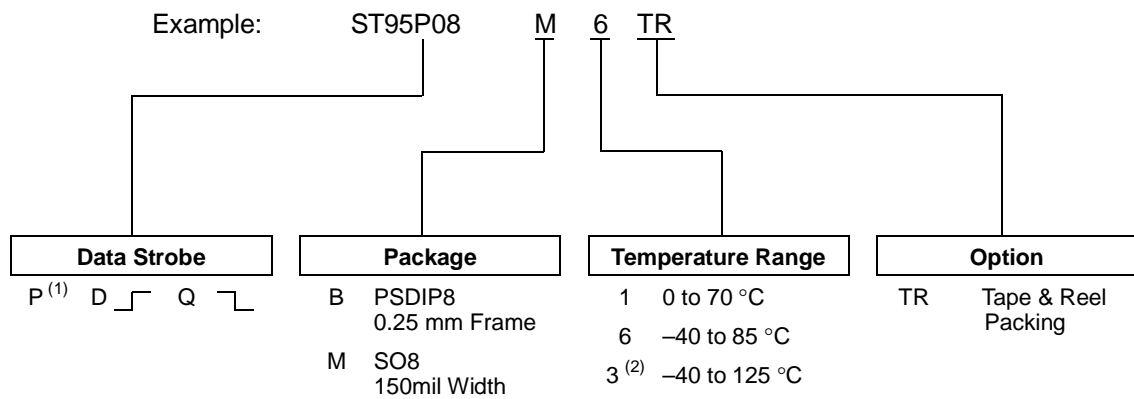 Example: ST95P08 M 6 TR
Data Strobe Package Temperature Range Option
P (1) D Q
B PSDIP8
0.25 mm Frame
M SO8
150mil Width
1 0 to 70 °C
6 –40 to 85 °C
3 (2) –40 to 125 °C
TR Tape & Reel
Packing